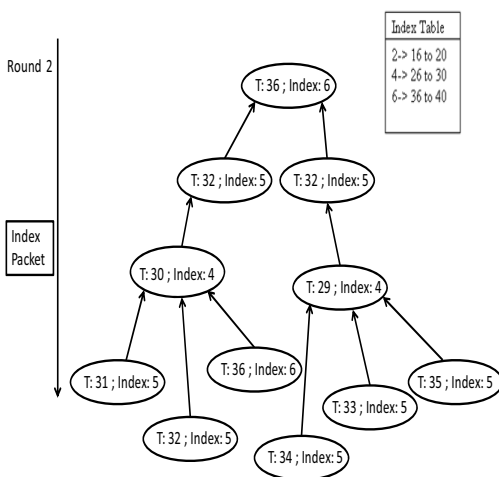 Index Table
2-> 16 to 20
4-> 26 to 30
6-> 36 to 40
Round 2
T: 36 ; Index: 6
T: 32 ; Index: 5
T: 32 ; Index: 5
Index
Packet
T: 30 ; Index: 4
T: 29 ; Index: 4
T: 31 ; Index: 5
T: 36 ; Index: 6
T: 35 ; Index: 5
T: 33 ; Index: 5
T: 32 ; Index: 5
T: 34 ; Index: 5